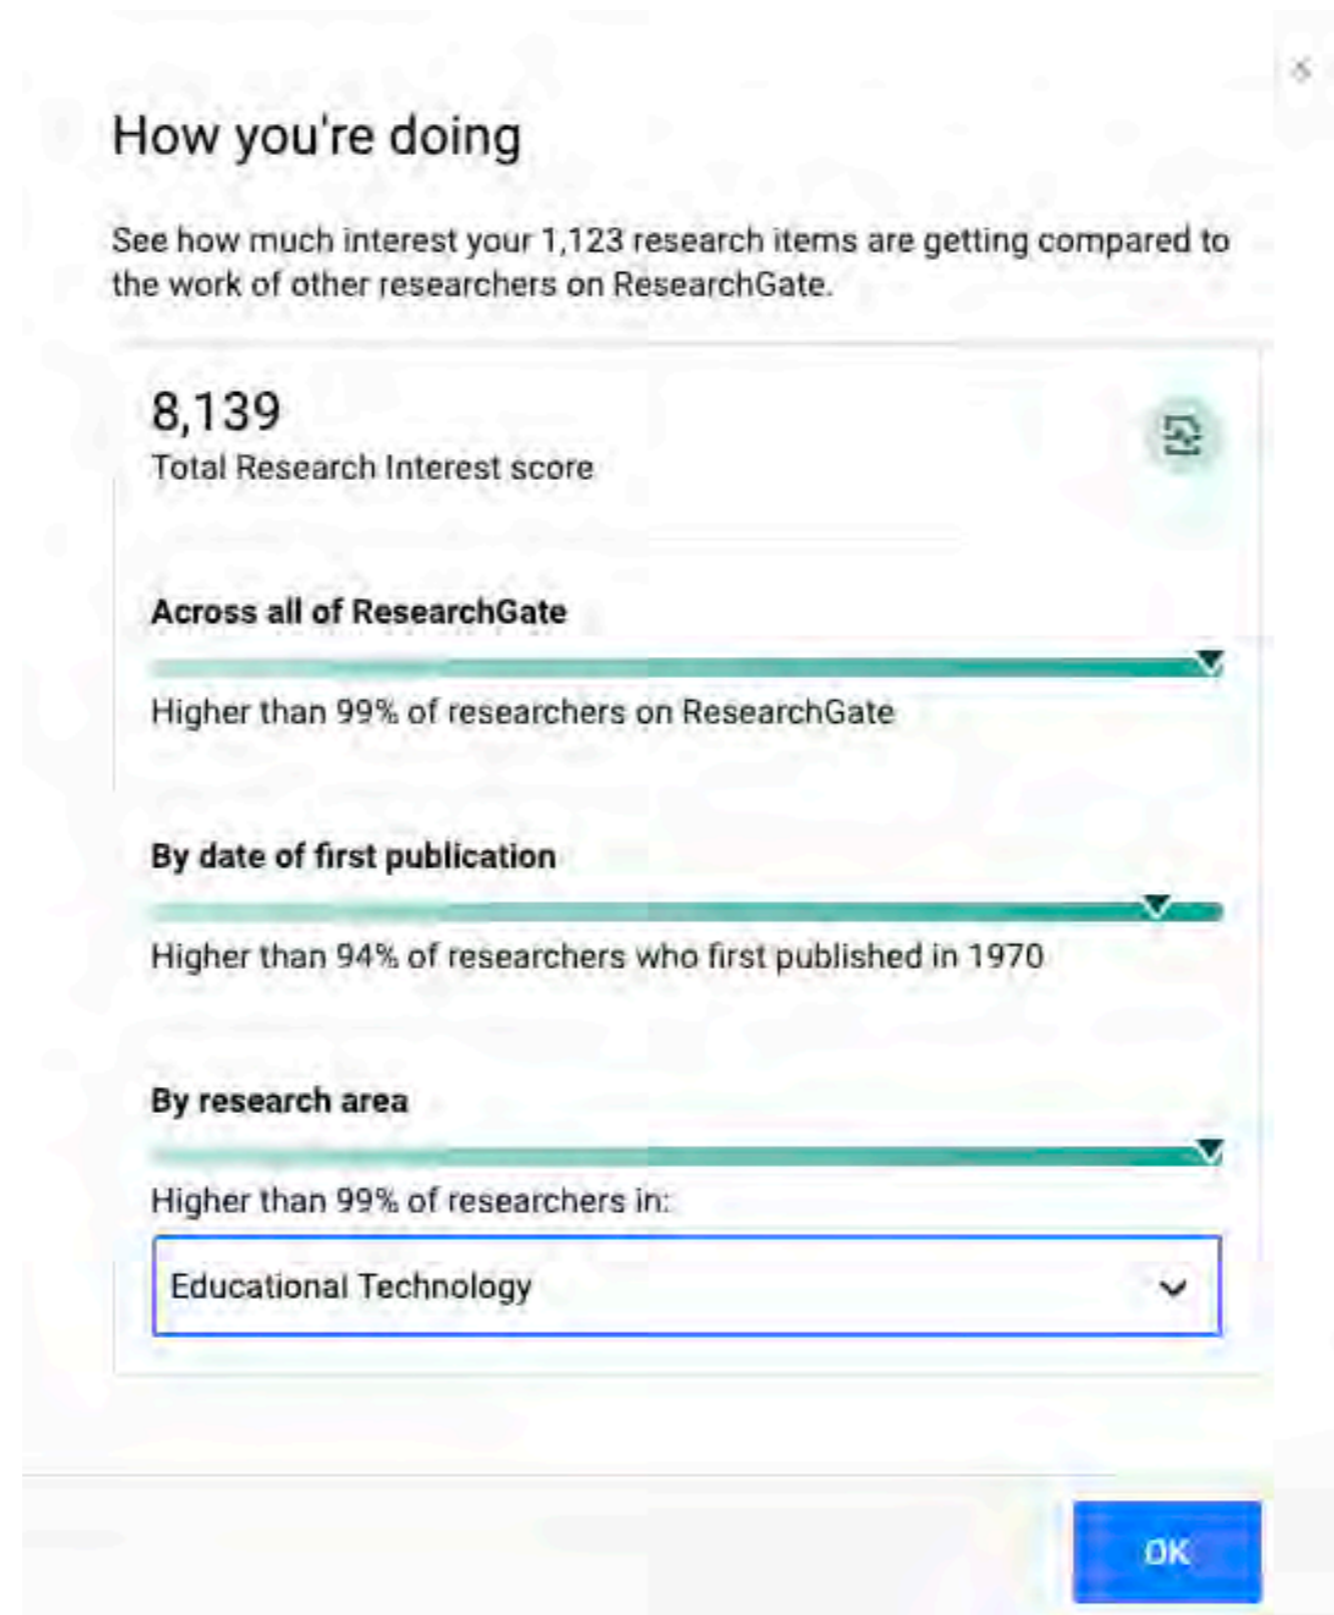 How you're doing
See how much interest your 1,123 research items are getting compared to
the work of other researchers on ResearchGate.
8,139
Total Research Interest score
Across all of ResearchGate
Higher than 99% of researchers on ResearchGate
By date of first publication
Higher than 94% of researchers who first published in 1970
By research area
Higher than 99% of researchers in:
Educational Technology
OK